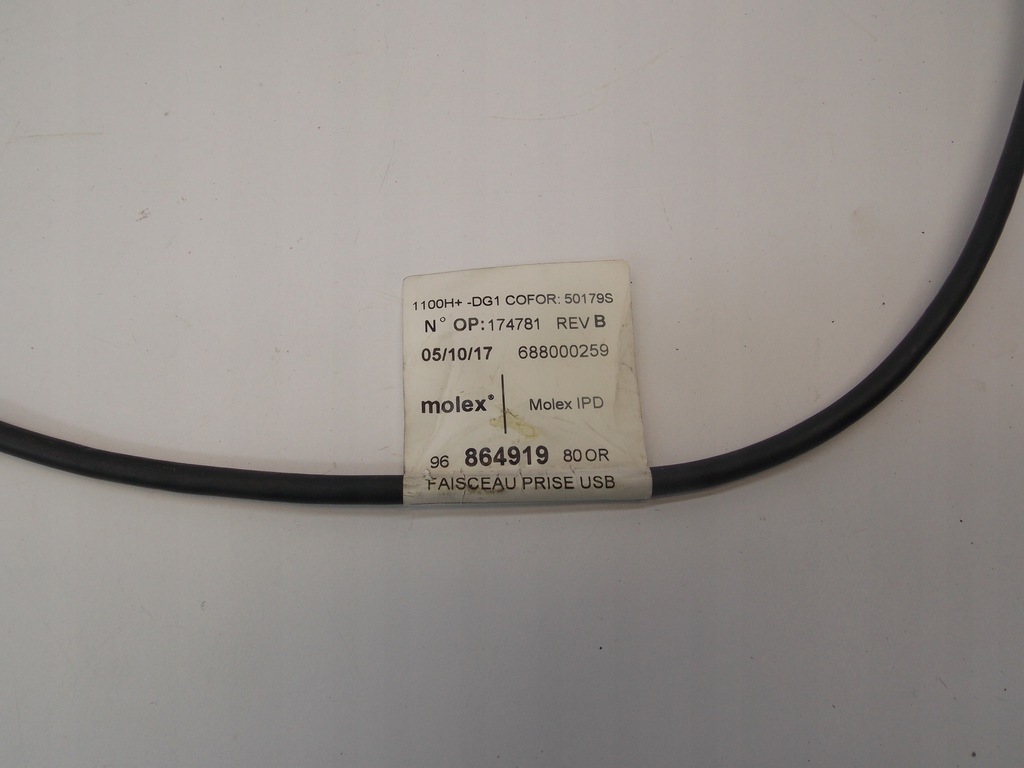 1100H+ -DG1 COFOR: 50179S
N° OP: 174781 REV B
05/10/17 688000259
molex® Molex IPD
96 864919 80 OR
FAISCEAU PRISE USB